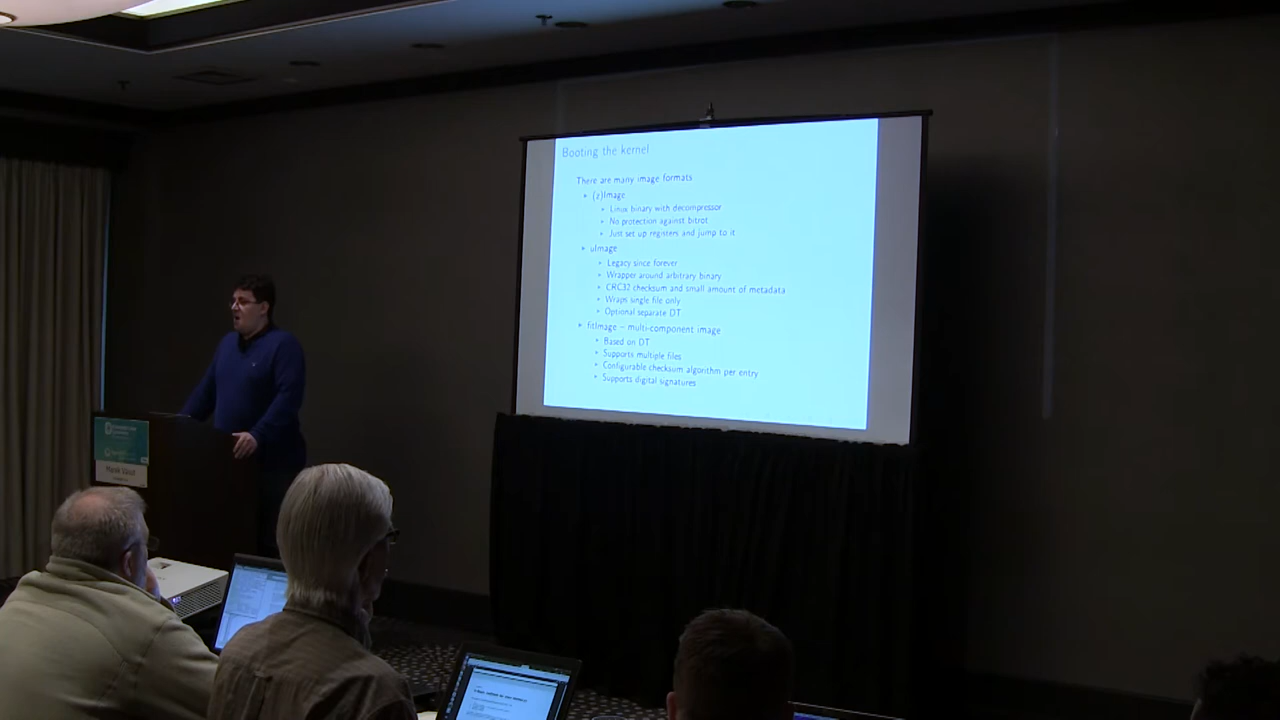 Booting the kernel
There are many image formats
(z)Image
Linux binary with decompressor
No protection against bitrot
Just set up registers and jump to it
uImage
Legacy since forever
Wrapper around arbitrary binary
CRC32 checksum and small amount of metadata
Wraps single file only
Optional separate DT
fitImage – multi-component image
Based on DT
Supports multiple files
Configurable checksum algorithm per entry
Supports digital signatures